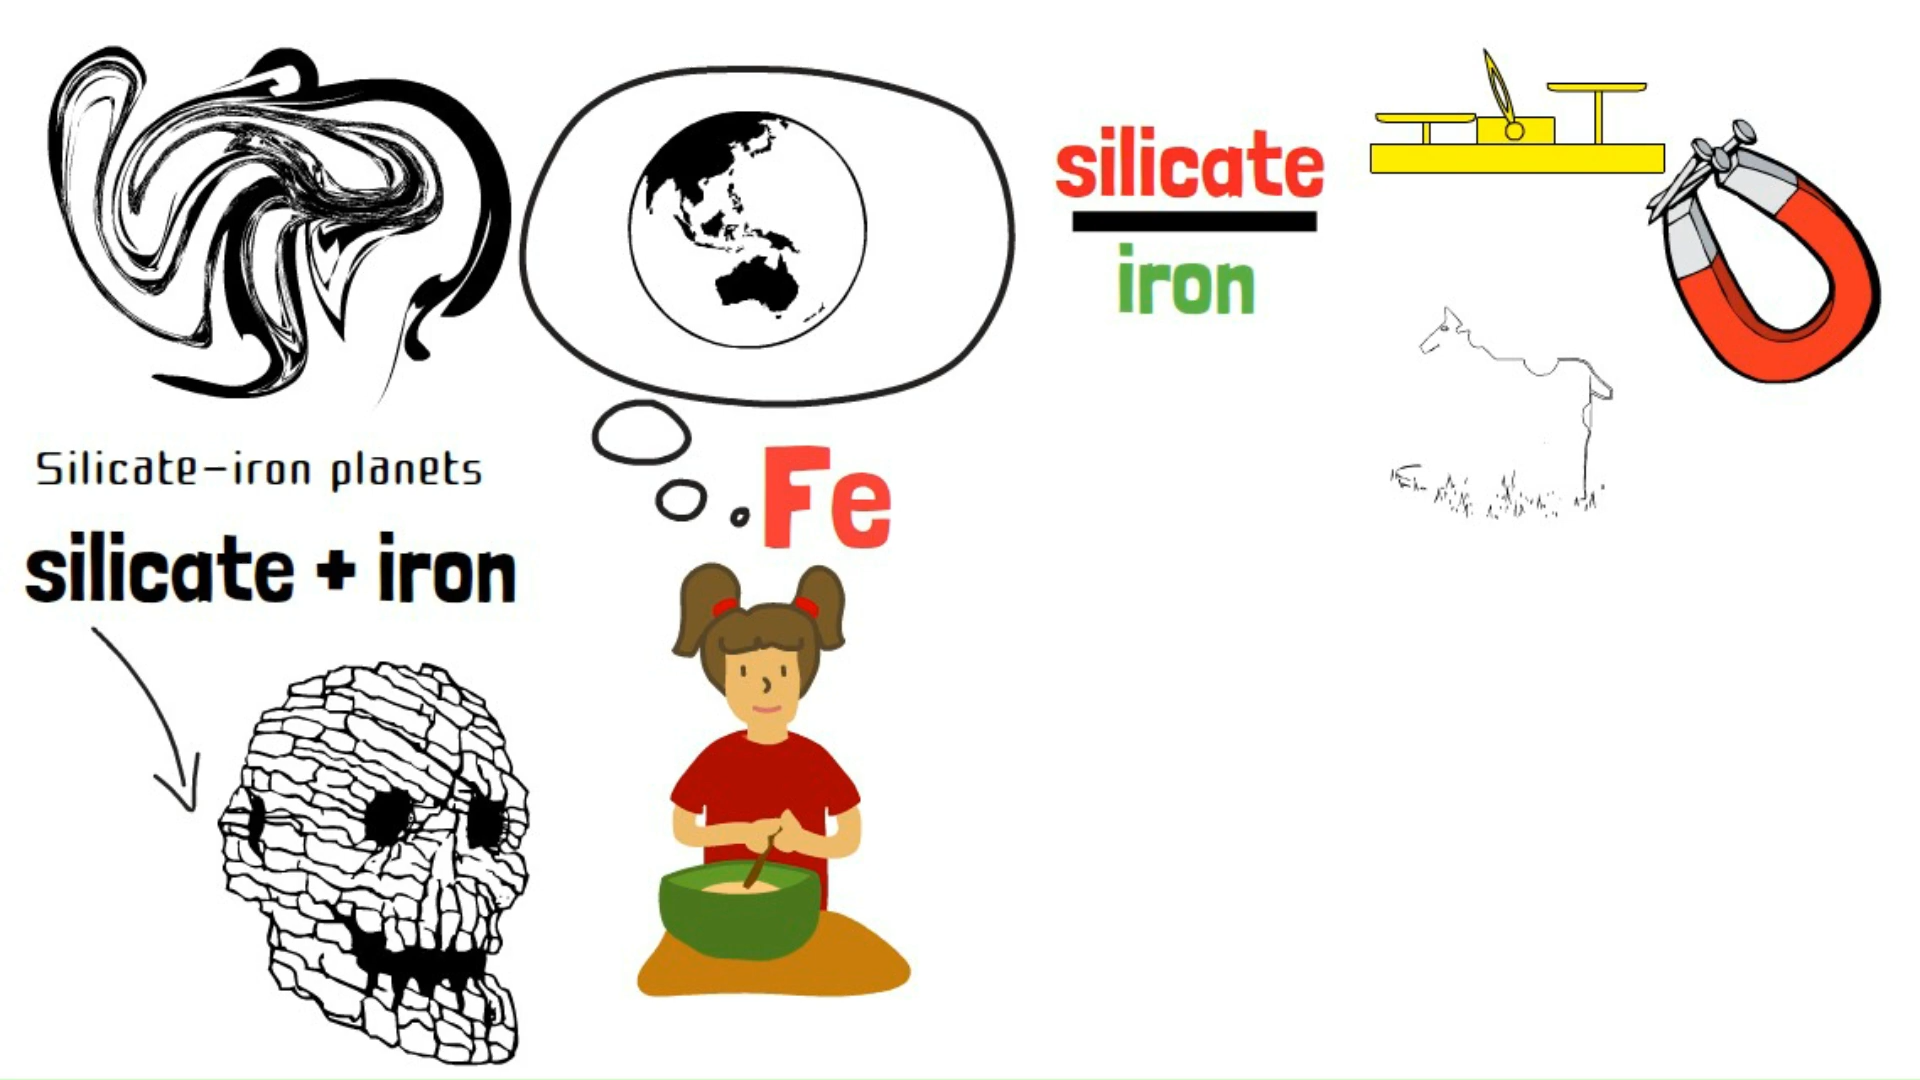 Silicate-iron planets
silicate + iron
Fe
silicate
iron